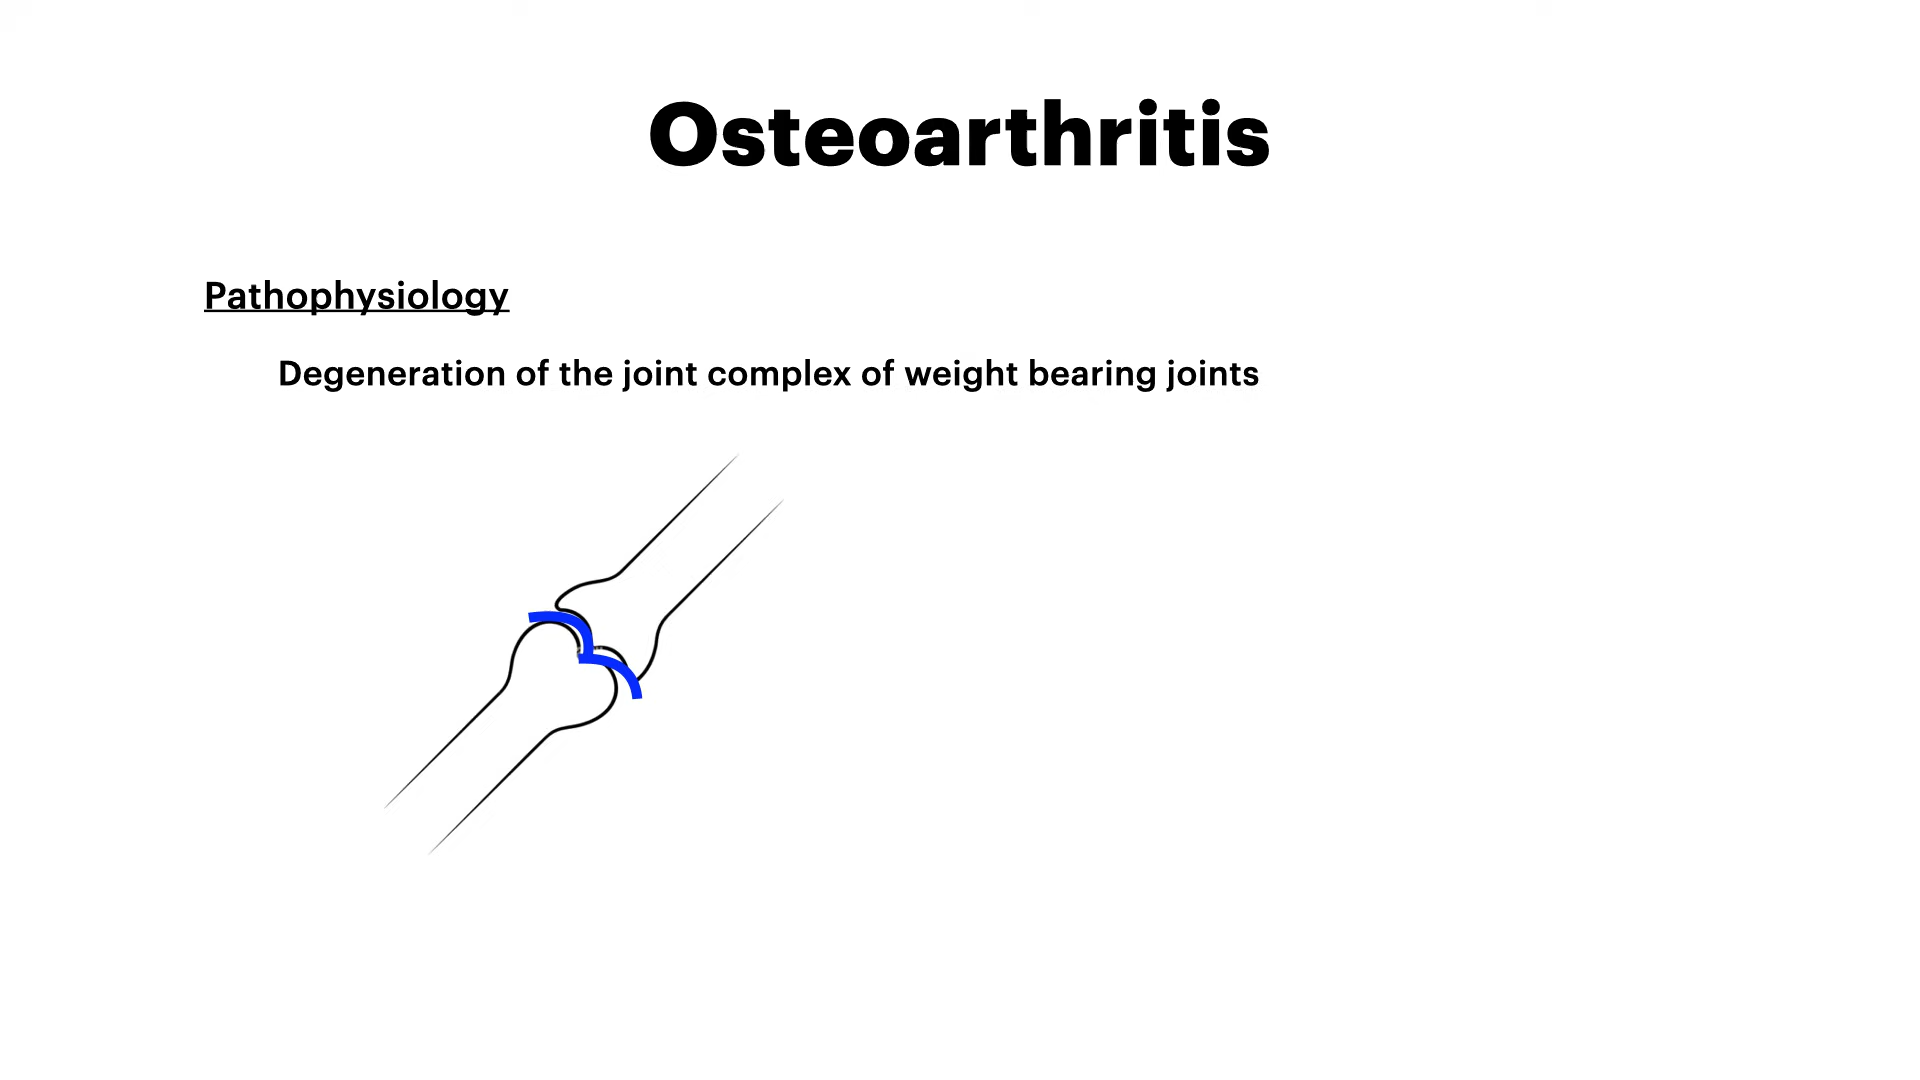 Osteoarthritis
Pathophysiology
Degeneration of the joint complex of weight bearing joints